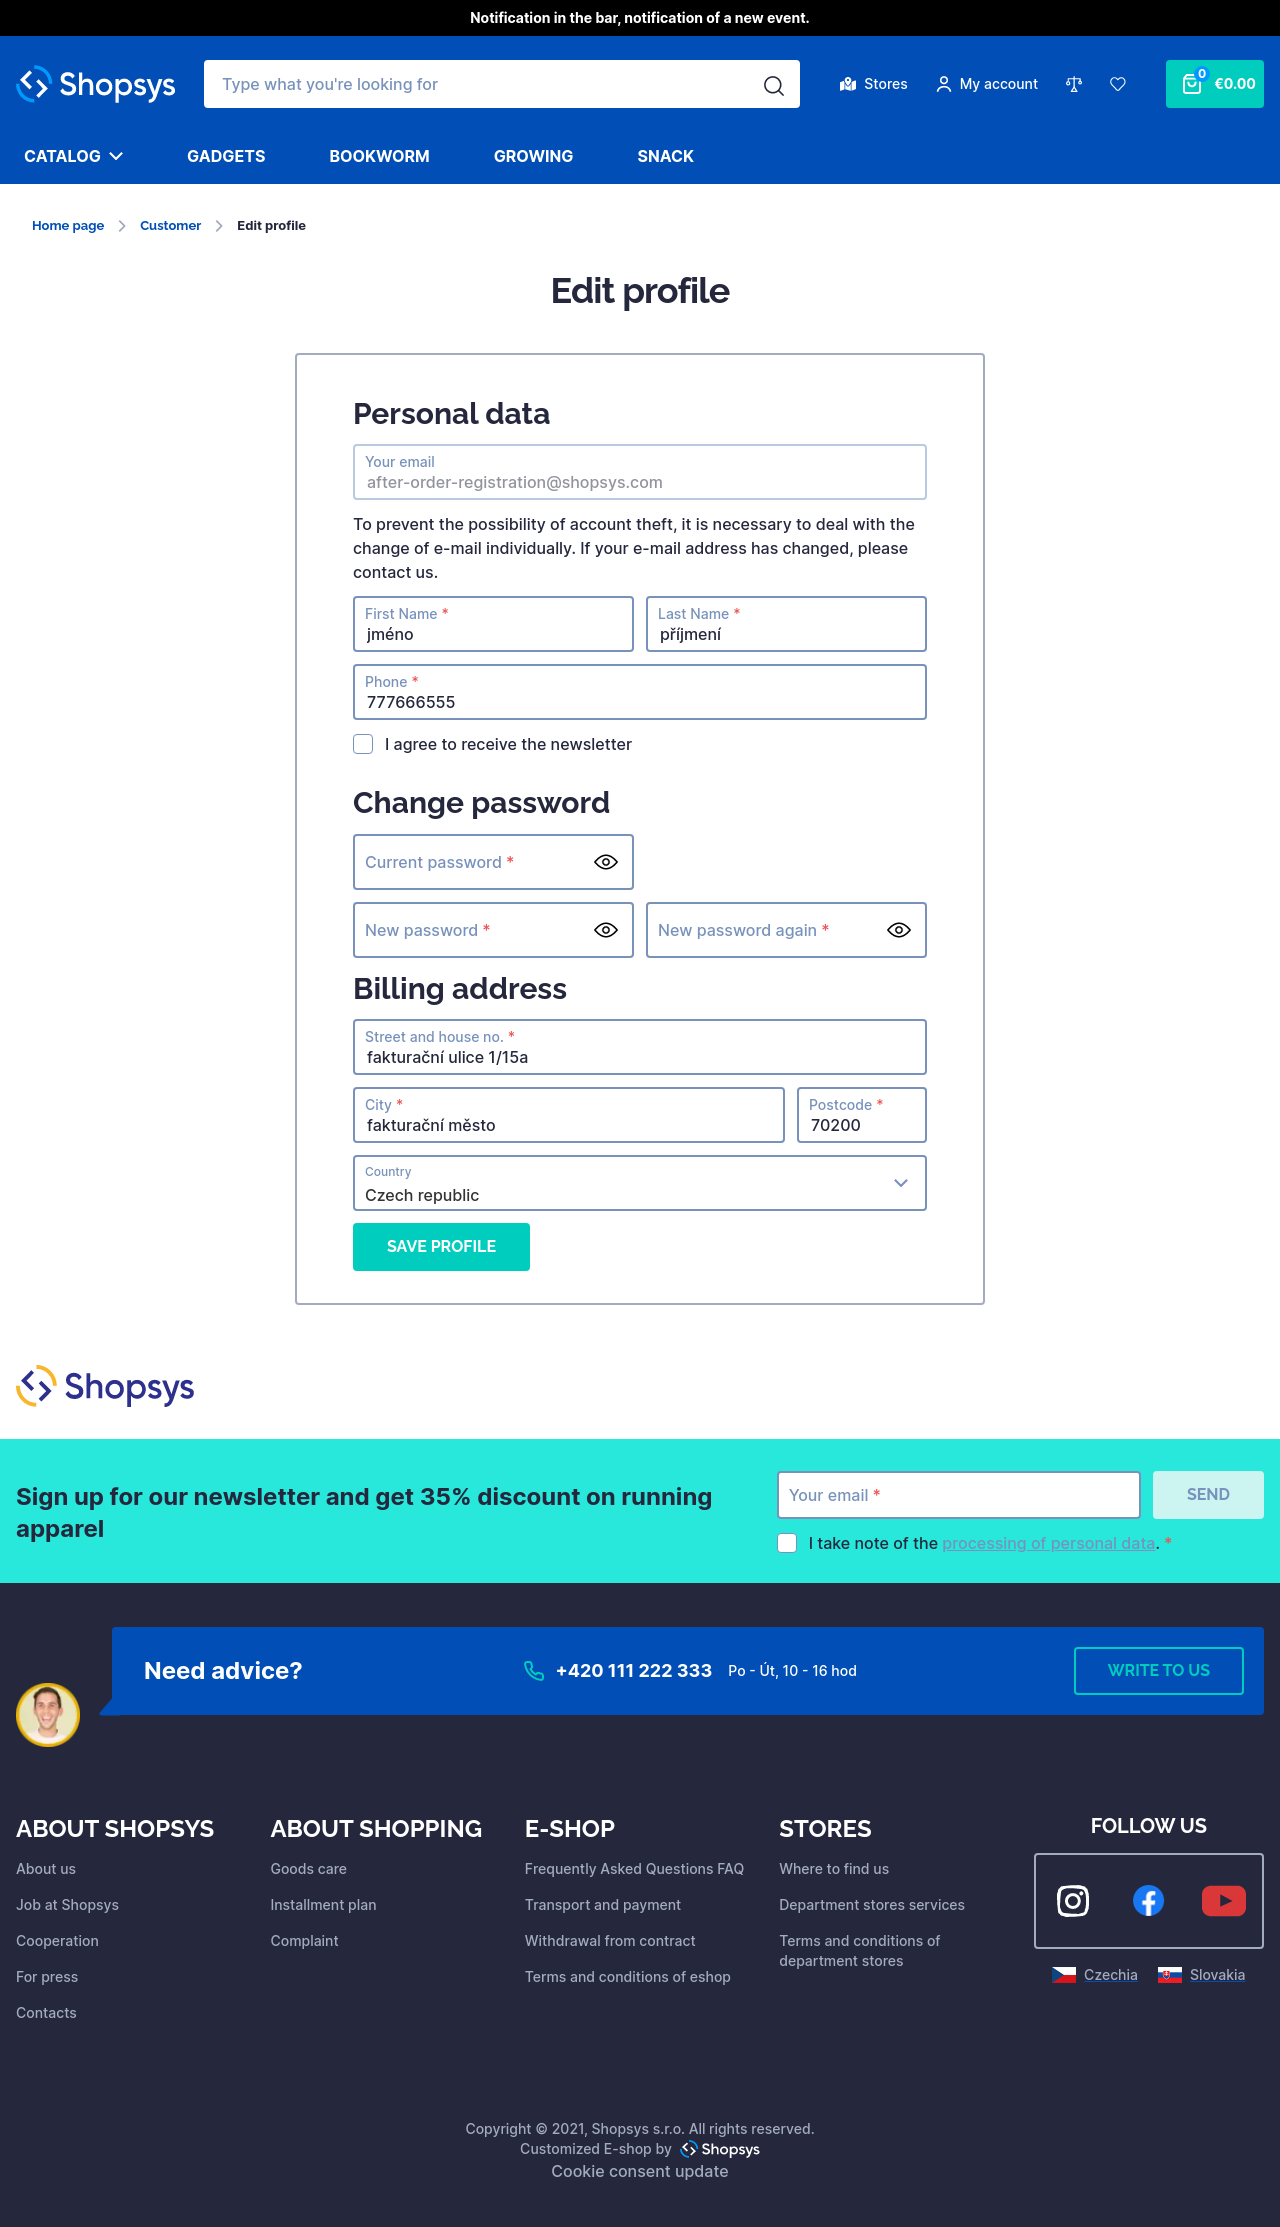 Notification in the bar, notification of a new event.
Shopsys
Type what you're looking for
Stores
My account
0
€0.00
CATALOG
GADGETS
BOOKWORM
GROWING
SNACK
Home page
Customer
Edit profile
Edit profile
Personal data
Your email
after-order-registration@shopsys.com
To prevent the possibility of account theft, it is necessary to deal with the
change of e-mail individually. If your e-mail address has changed, please
contact us.
First Name *
jméno
Last Name *
příjmení
Phone *
777666555
I agree to receive the newsletter
Change password
Current password *
New password *
New password again *
Billing address
Street and house no. *
fakturační ulice 1/15a
City *
fakturační město
Postcode *
70200
Country
Czech republic
SAVE PROFILE
Shopsys
Sign up for our newsletter and get 35% discount on running
apparel
Your email *
SEND
I take note of the processing of personal data. *
Need advice?
+420 111 222 333
Po - Út, 10 - 16 hod
WRITE TO US
ABOUT SHOPSYS
About us
Job at Shopsys
Cooperation
For press
Contacts
ABOUT SHOPPING
Goods care
Installment plan
Complaint
E-SHOP
Frequently Asked Questions FAQ
Transport and payment
Withdrawal from contract
Terms and conditions of eshop
STORES
Where to find us
Department stores services
Terms and conditions of
department stores
FOLLOW US
Czechia
Slovakia
Copyright © 2021, Shopsys s.r.o. All rights reserved.
Customized E-shop by Shopsys
Cookie consent update